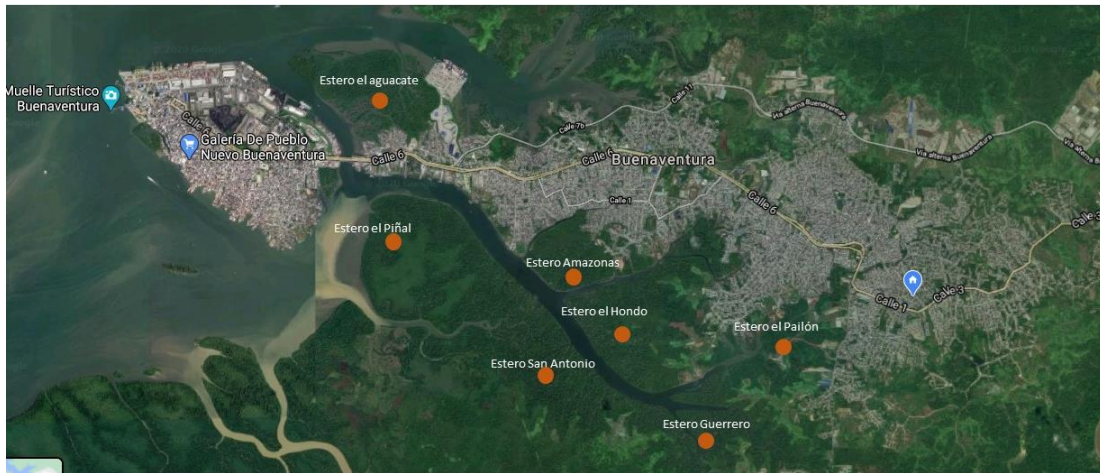 Estero el aguacate
Muelle Turístico
Buenaventura
Calle 6
Galería De Pueblo
Nuevo Buenaventura
Calle 6
Calle 7b
Calle 6
Buenaventura
Vía alterna Buenaventura
Vía alterna Buenaventura
Calle 1
Calle 6
Calle 3
Estero el Piñal
Estero Amazonas
Calle 1
Calle 3
Estero el Hondo
Estero el Pailón
Estero San Antonio
Estero Guerrero